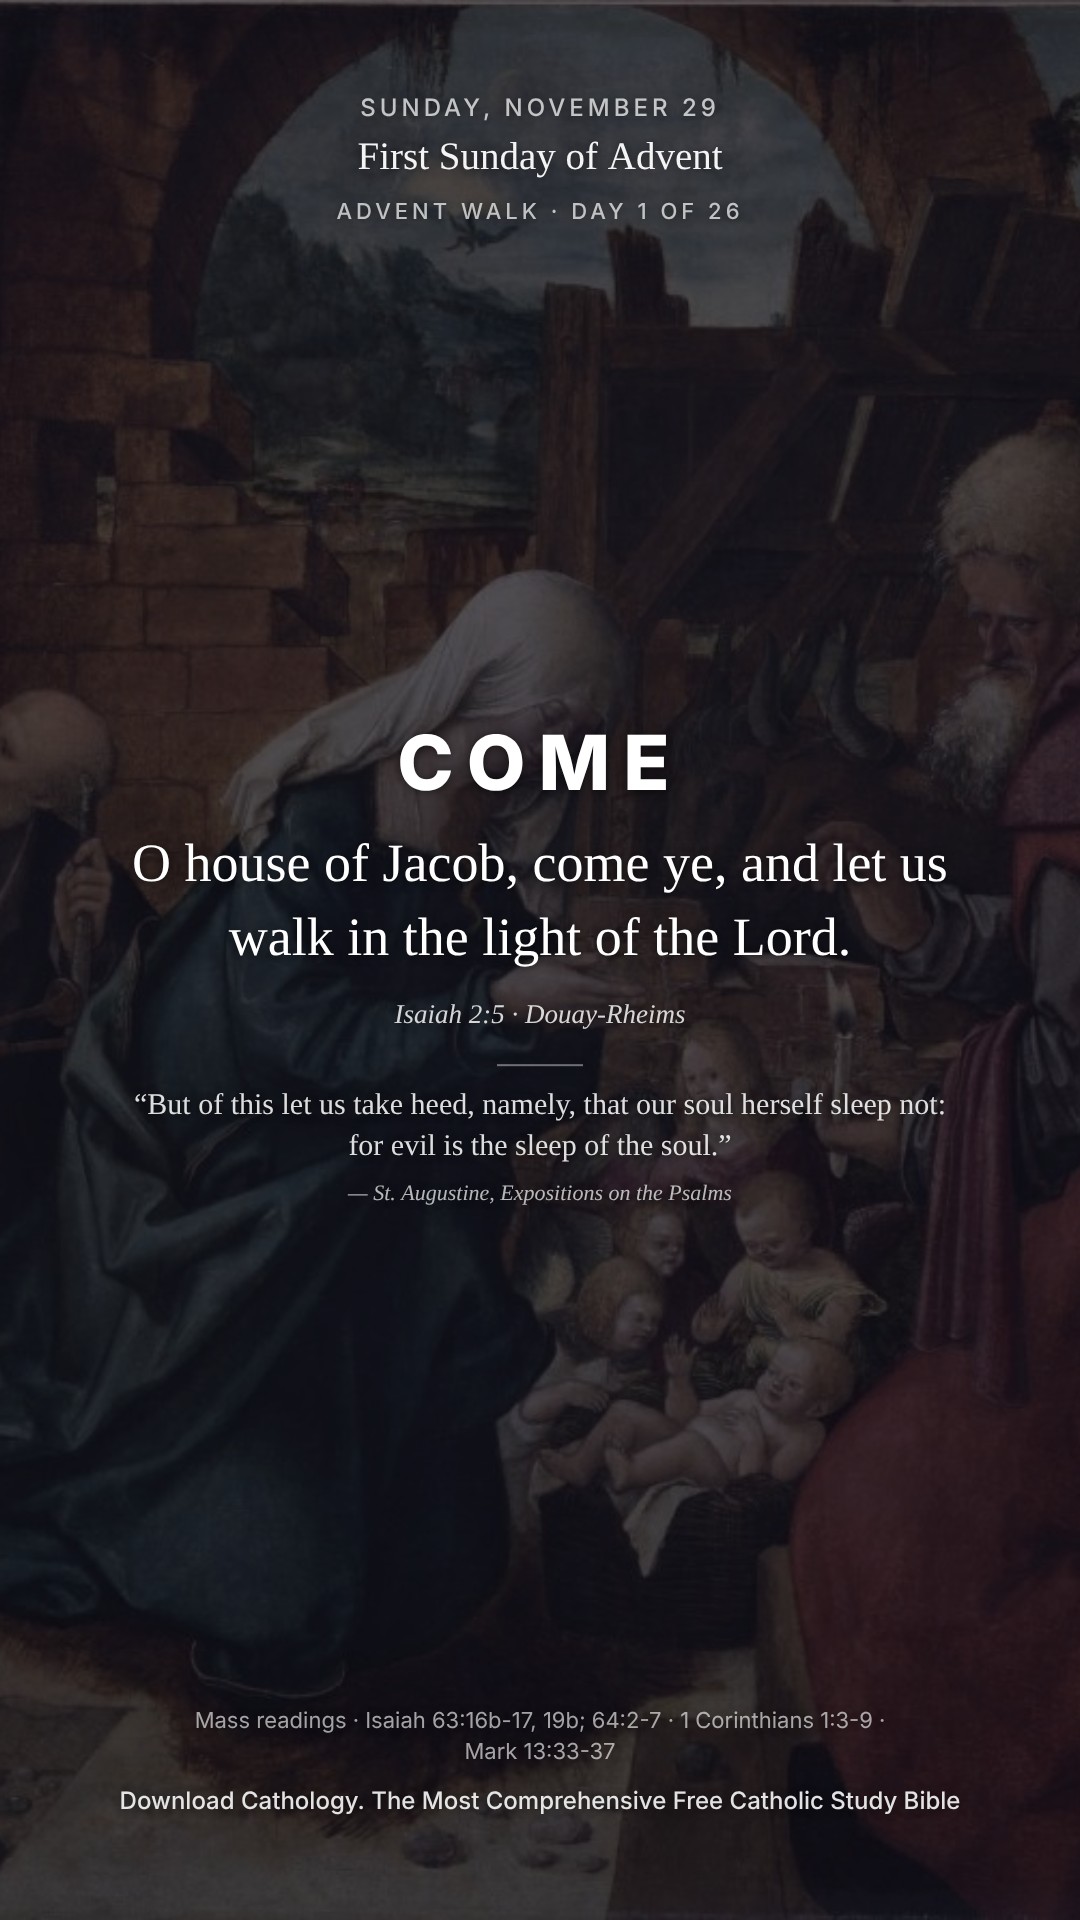 SUNDAY, NOVEMBER 29
First Sunday of Advent
ADVENT WALK · DAY 1 OF 26
COME
O house of Jacob, come ye, and let us
walk in the light of the Lord.
Isaiah 2:5 · Douay-Rheims
“But of this let us take heed, namely, that our soul herself sleep not:
for evil is the sleep of the soul.”
— St. Augustine, Expositions on the Psalms
Mass readings · Isaiah 63:16b-17, 19b; 64:2-7 · 1 Corinthians 1:3-9 ·
Mark 13:33-37
Download Cathology. The Most Comprehensive Free Catholic Study Bible